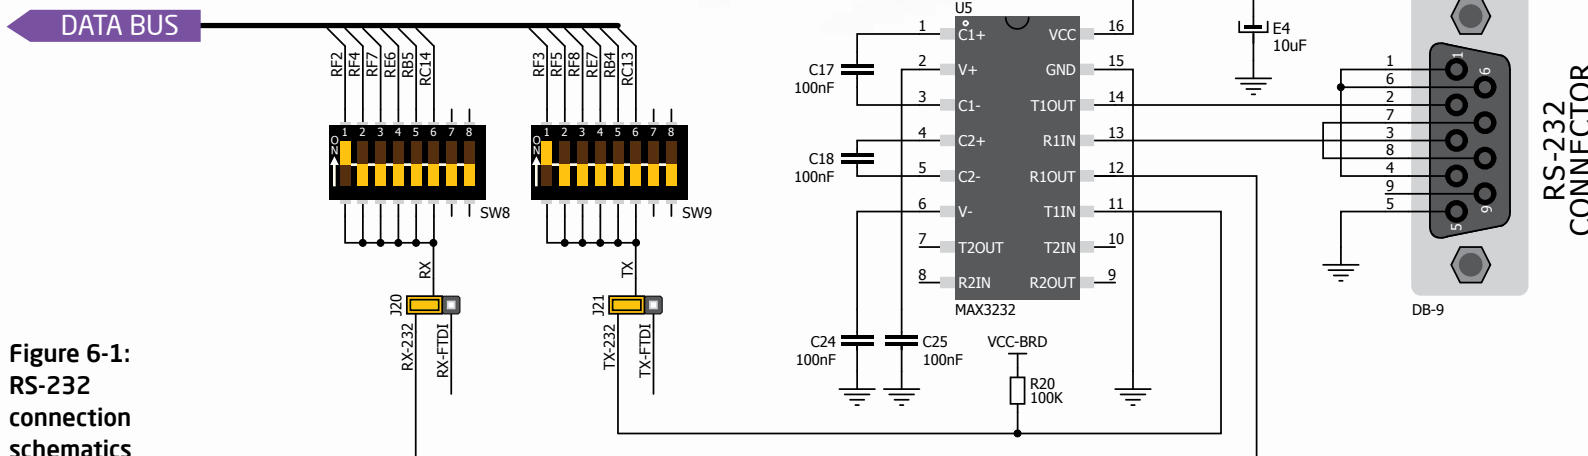 DATA BUS
RF2
RF4
RF7
RE6
RB5
RC14
RF3
RF5
RF8
RE7
RB4
RC13
ON
1 2 3 4 5 6 7 8
SW8
ON
1 2 3 4 5 6 7 8
SW9
RX
TX
J20
J21
RX-232
RX-FTDI
TX-232
TX-FTDI
Figure 6-1:
RS-232
connection
schematics
U5
1 C1+ VCC 16
2 V+ GND 15
3 C1- T1OUT 14
4 C2+ R1IN 13
5 C2- R1OUT 12
6 V- T1IN 11
7 T2OUT T2IN 10
8 R2IN R2OUT 9
MAX3232
C17
100nF
C18
100nF
C24
100nF
C25
100nF
VCC-BRD
R20
100K
E4
10uF
1
6
2
7
3
8
4
9
5
1
6
5
9
DB-9
RS-232
CONNECTOR